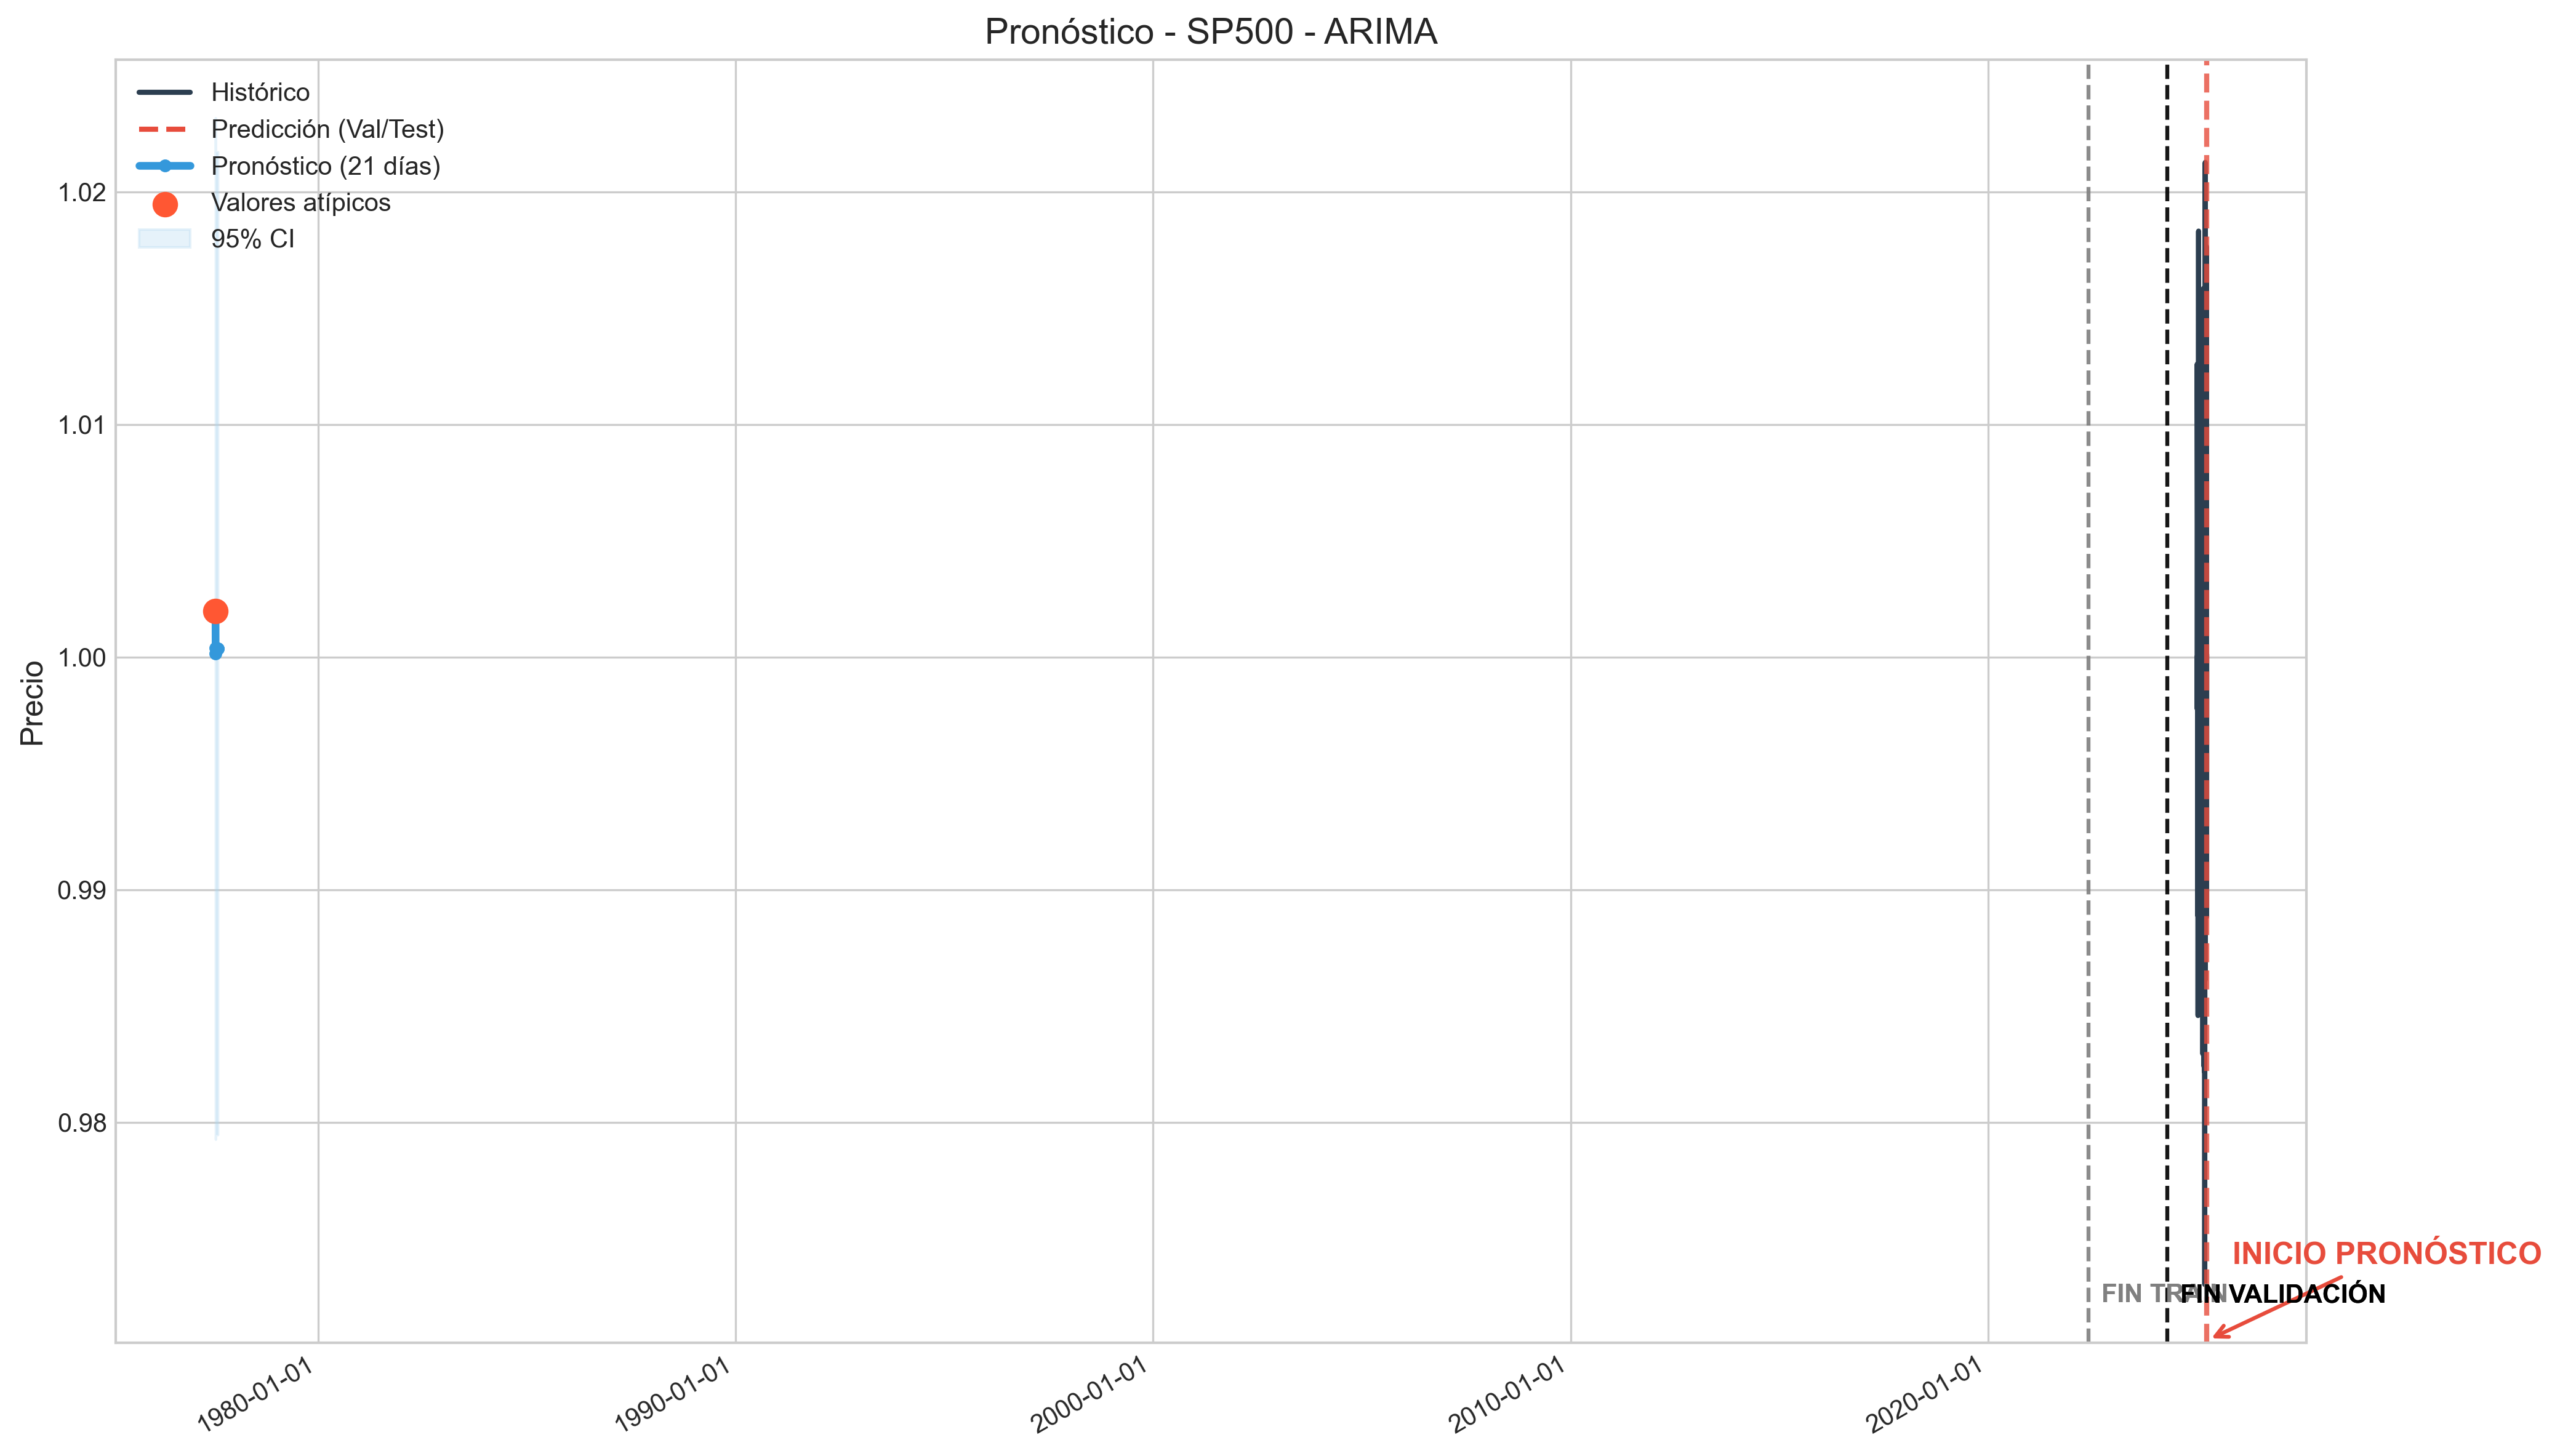 Pronóstico - SP500 - ARIMA
Histórico
Predicción (Val/Test)
Pronóstico (21 días)
Valores atípicos
95% CI
Precio
1.02
1.01
1.00
0.99
0.98
INICIO PRONÓSTICO
FIN TRAIN
FIN VALIDACIÓN
1980-01-01
1990-01-01
2000-01-01
2010-01-01
2020-01-01